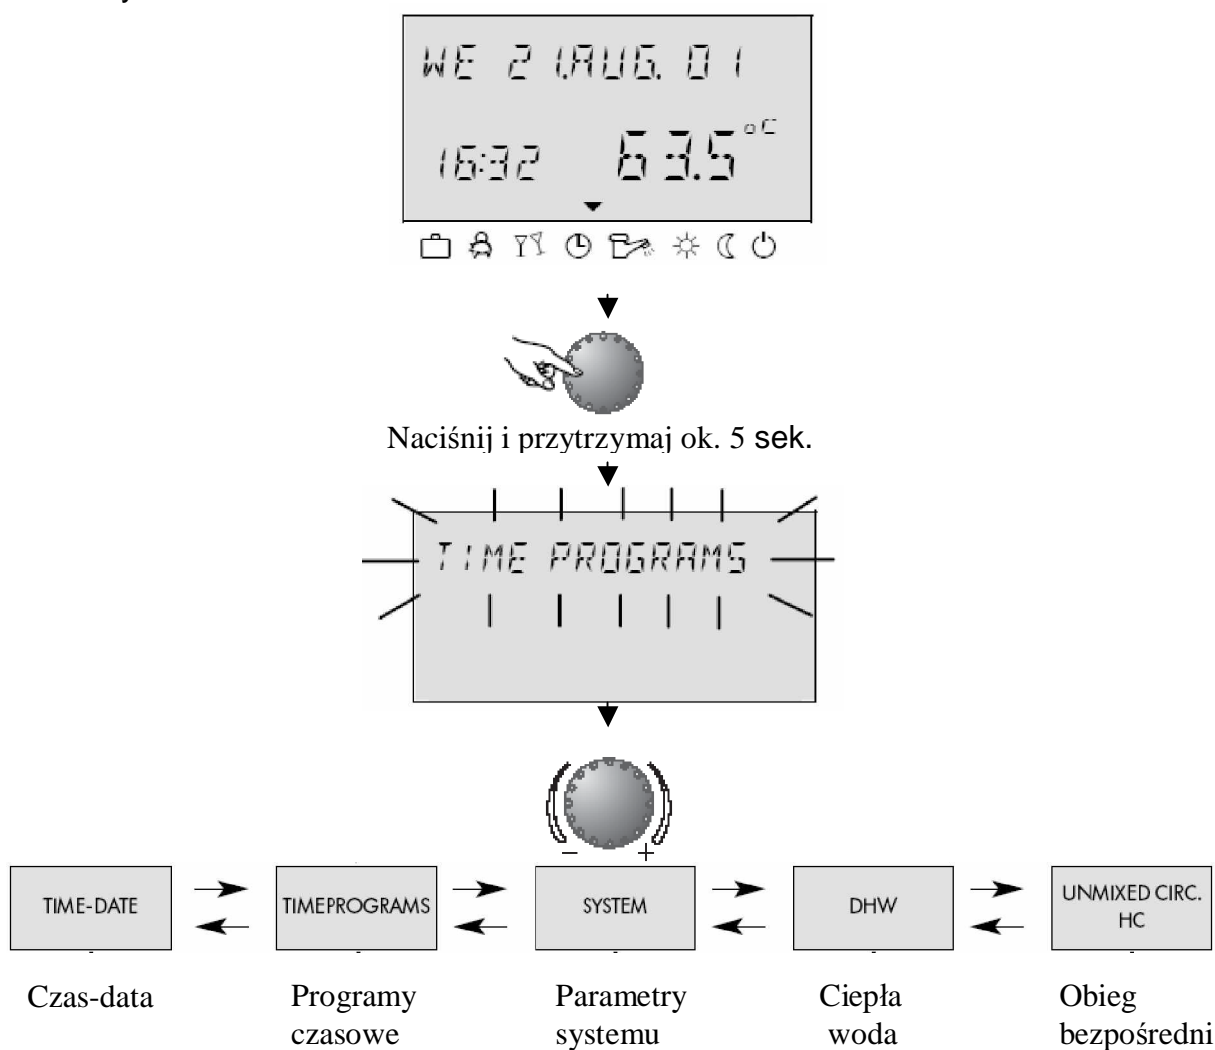 WE 21.AUG. 01
16:32 63.5 °C
Naciśnij i przytrzymaj ok. 5 sek.
TIME PROGRAMS
- +
TIME-DATE TIMEPROGRAMS SYSTEM DHW UNMIXED CIRC.
HC
Czas-data Programy Parametry Ciepła Obieg
czasowe systemu woda bezpośredni